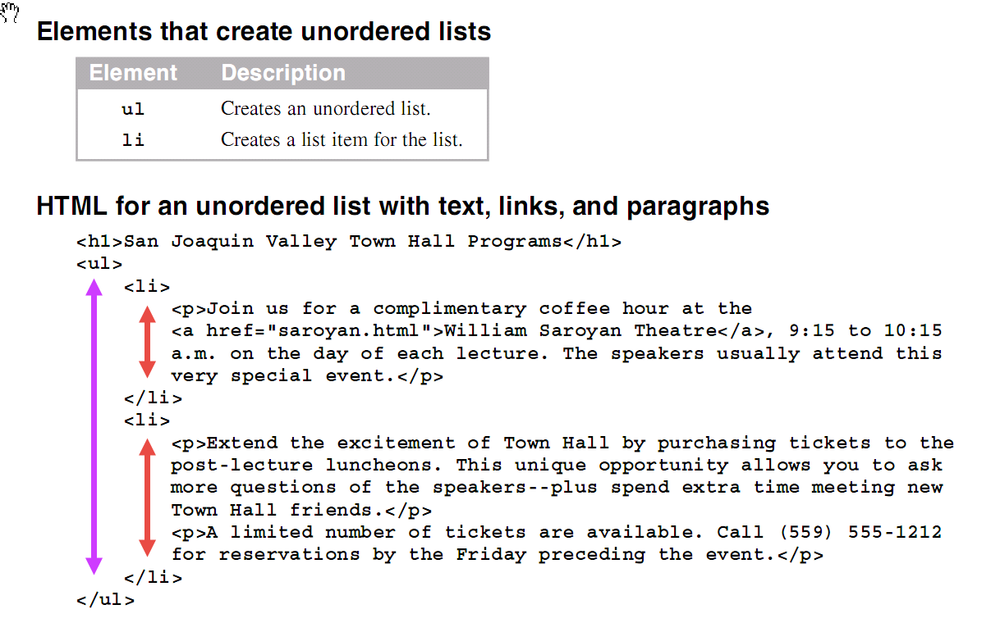 Elements that create unordered lists
Element Description
ul Creates an unordered list.
li Creates a list item for the list.
HTML for an unordered list with text, links, and paragraphs
<h1>San Joaquin Valley Town Hall Programs</h1>
<ul>
<li>
<p>Join us for a complimentary coffee hour at the
<a href="saroyan.html">William Saroyan Theatre</a>, 9:15 to 10:15
a.m. on the day of each lecture. The speakers usually attend this
very special event.</p>
</li>
<li>
<p>Extend the excitement of Town Hall by purchasing tickets to the
post-lecture luncheons. This unique opportunity allows you to ask
more questions of the speakers--plus spend extra time meeting new
Town Hall friends.</p>
<p>A limited number of tickets are available. Call (559) 555-1212
for reservations by the Friday preceding the event.</p>
</li>
</ul>